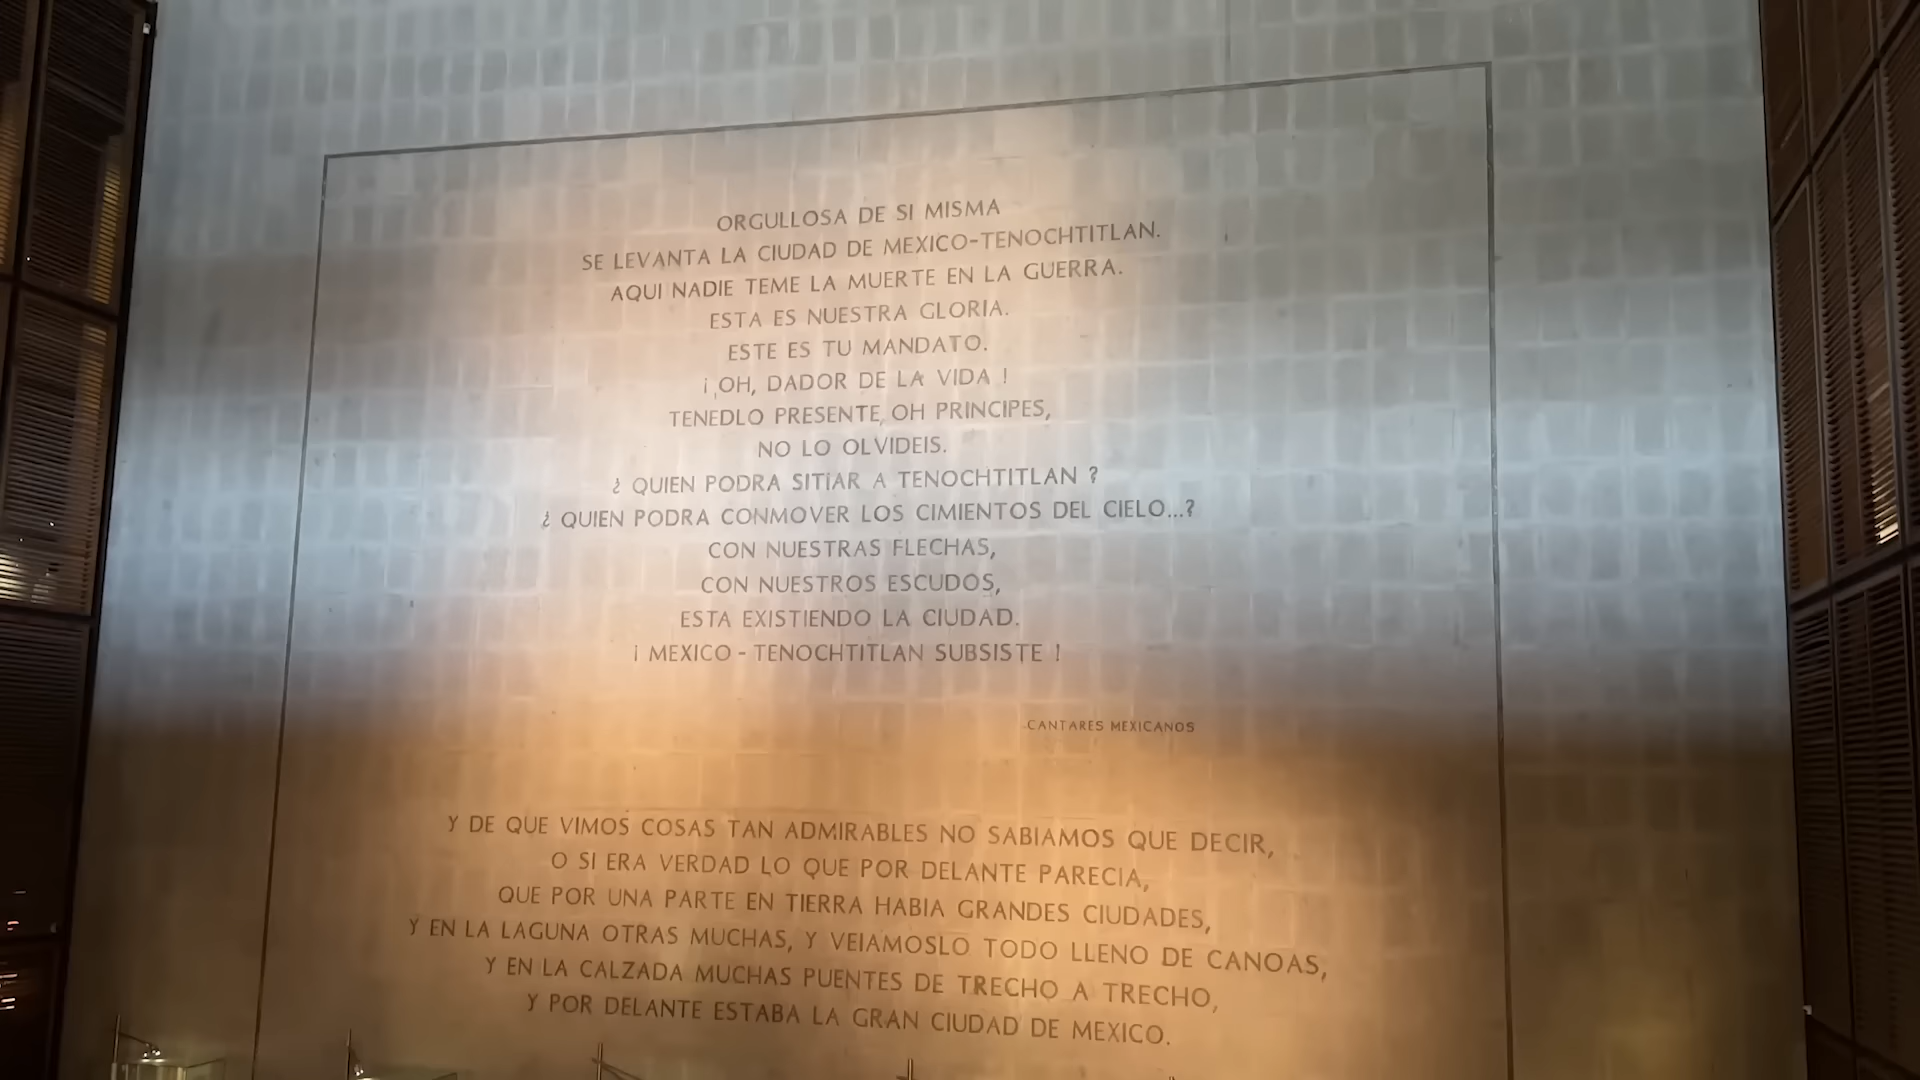 ORGULLOSA DE SI MISMA
SE LEVANTA LA CIUDAD DE MEXICO-TENOCHTITLAN.
AQUI NADIE TEME LA MUERTE EN LA GUERRA.
ESTA ES NUESTRA GLORIA.
ESTE ES TU MANDATO.
¡ OH, DADOR DE LA VIDA !
TENEDLO PRESENTE, OH PRINCIPES,
NO LO OLVIDEIS.
¿ QUIEN PODRA SITIAR A TENOCHTITLAN ?
¿ QUIEN PODRA CONMOVER LOS CIMIENTOS DEL CIELO...?
CON NUESTRAS FLECHAS,
CON NUESTROS ESCUDOS,
ESTA EXISTIENDO LA CIUDAD.
¡ MEXICO - TENOCHTITLAN SUBSISTE !
CANTARES MEXICANOS
Y DE QUE VIMOS COSAS TAN ADMIRABLES NO SABIAMOS QUE DECIR,
O SI ERA VERDAD LO QUE POR DELANTE PARECIA,
QUE POR UNA PARTE EN TIERRA HABIA GRANDES CIUDADES,
Y EN LA LAGUNA OTRAS MUCHAS, Y VEIAMOSLO TODO LLENO DE CANOAS,
Y EN LA CALZADA MUCHAS PUENTES DE TRECHO A TRECHO,
Y POR DELANTE ESTABA LA GRAN CIUDAD DE MEXICO.